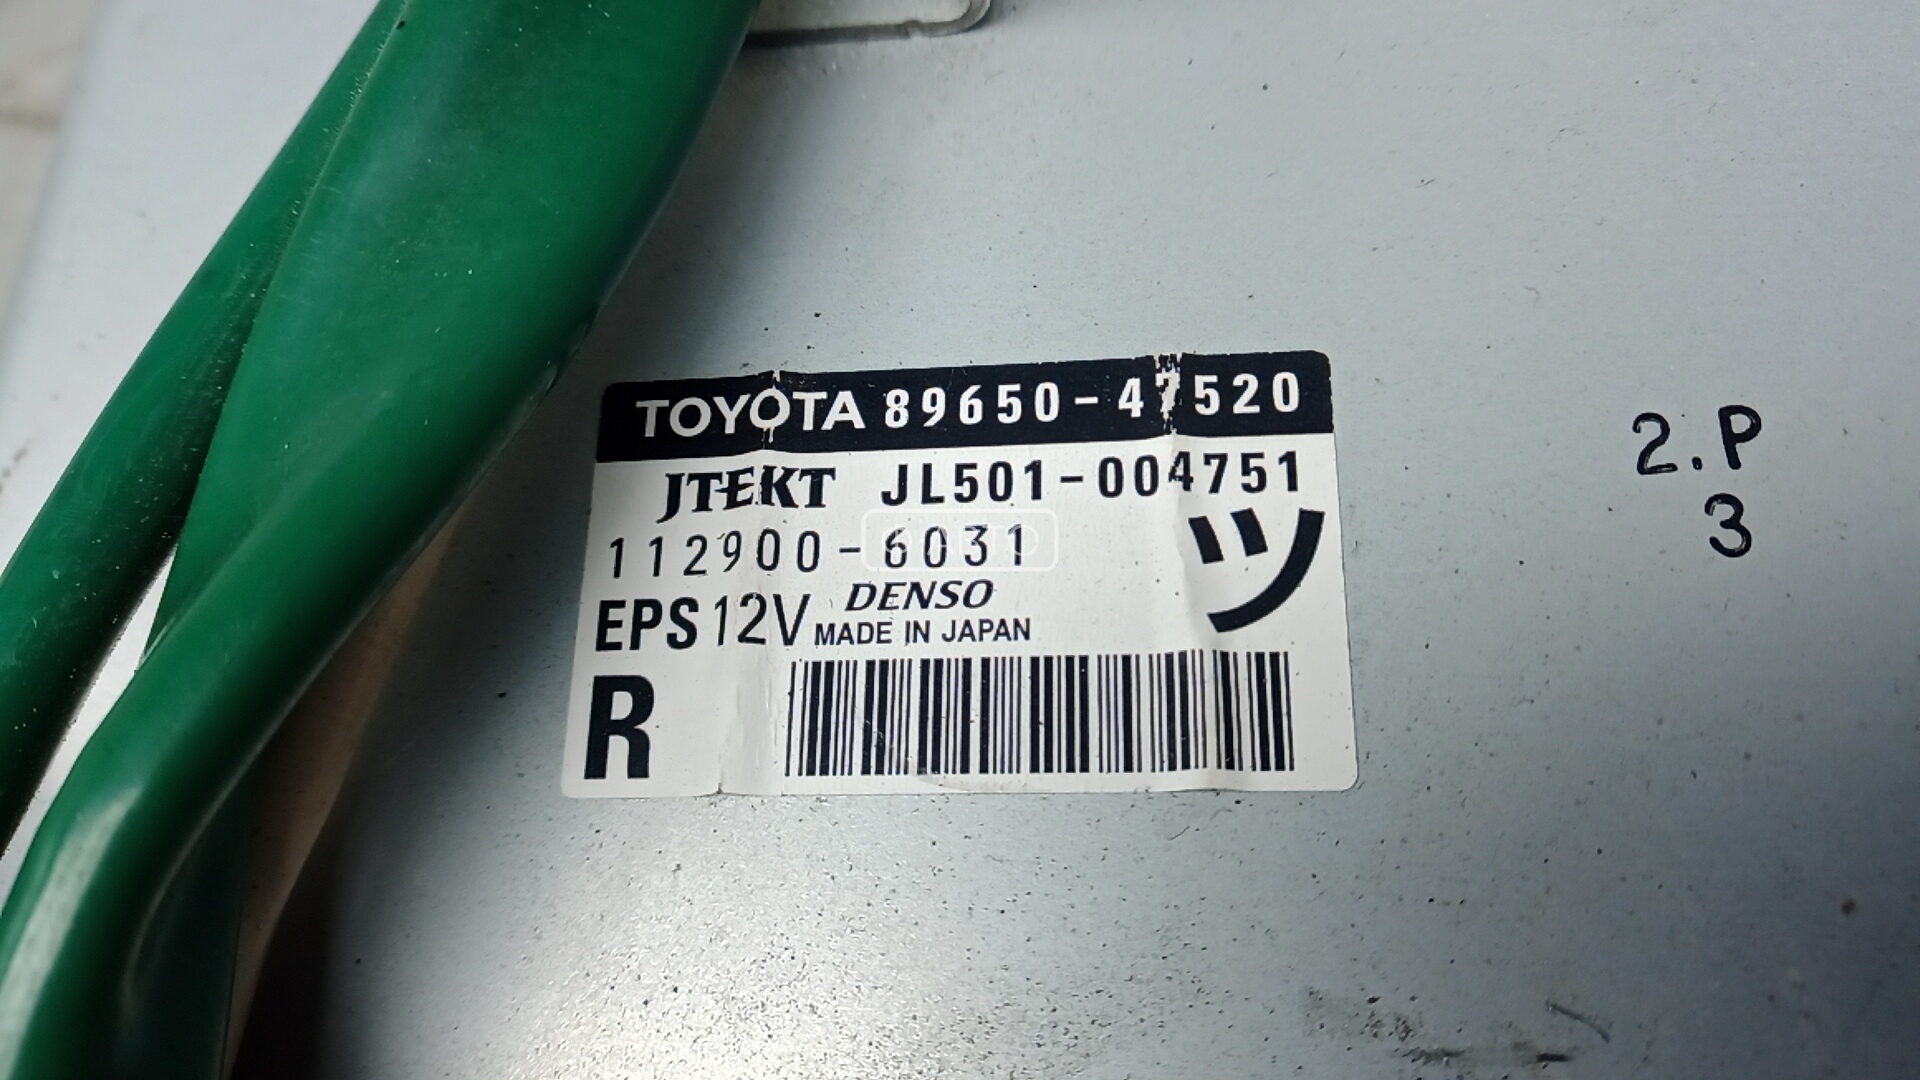 TOYOTA 89650-47520
JTEKT JL501-004751
112900-6031 ツ
EPS 12V DENSO
MADE IN JAPAN
R
2.P
3